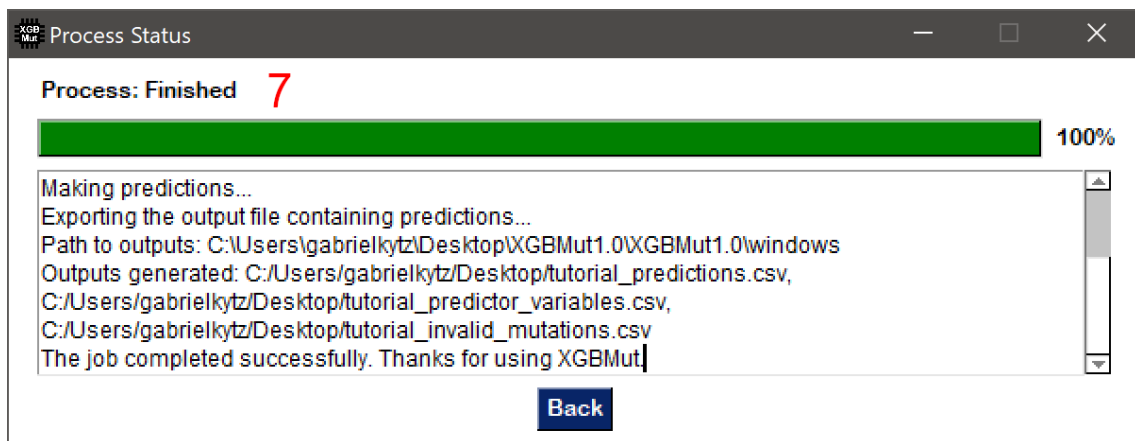 XGB
Mut
Process Status
Process: Finished 7
100%
Making predictions...
Exporting the output file containing predictions...
Path to outputs: C:\Users\gabrielkytz\Desktop\XGBMut1.0\XGBMut1.0\windows
Outputs generated: C:/Users/gabrielkytz/Desktop/tutorial_predictions.csv,
C:/Users/gabrielkytz/Desktop/tutorial_predictor_variables.csv,
C:/Users/gabrielkytz/Desktop/tutorial_invalid_mutations.csv
The job completed successfully. Thanks for using XGBMut.
Back